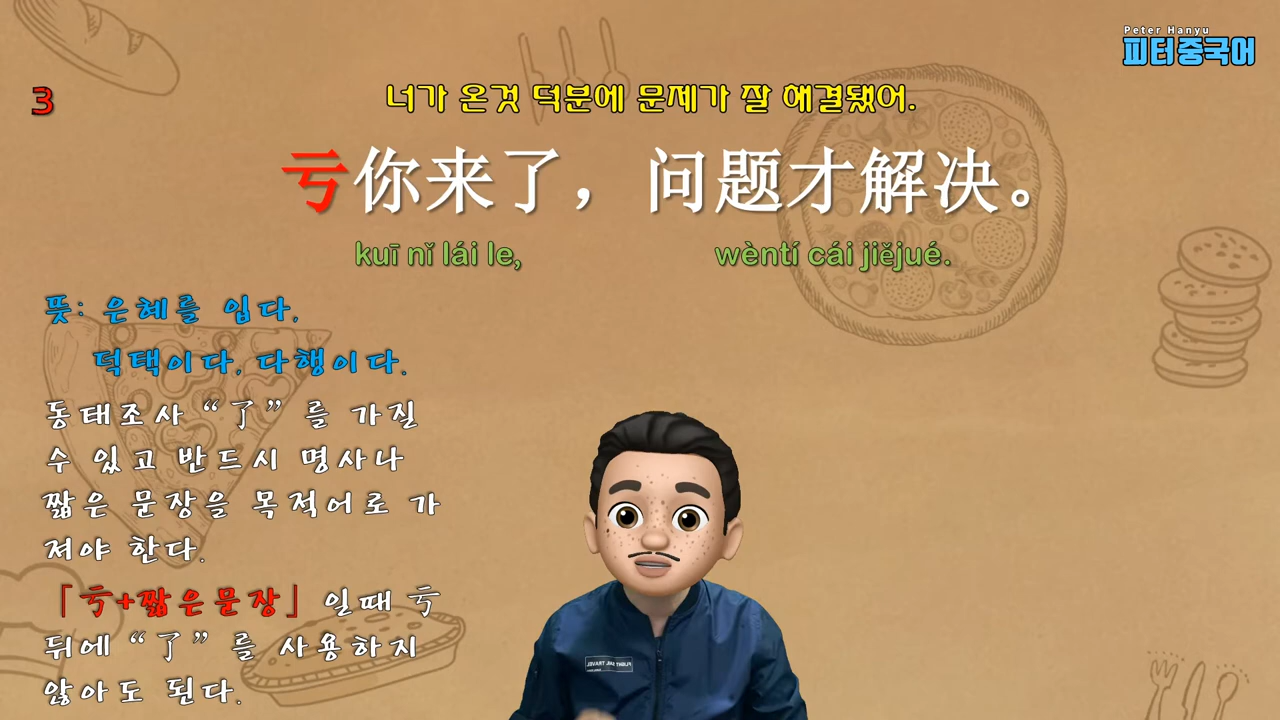 Peter Hanyu
피터중국어
3
너가 온것 덕분에 문제가 잘 해결됐어.
亏你来了，问题才解决。
kuī nǐ lái le, wèntí cái jiějué.
뜻: 은혜를 입다.
덕택이다. 다행이다.
동태조사 “了” 를 가질
수 있고 반드시 명사나
짧은 문장을 목적어로 가
져야 한다.
「亏+짧은문장」 일때 亏
뒤에 “了” 를 사용하지
않아도 된다.